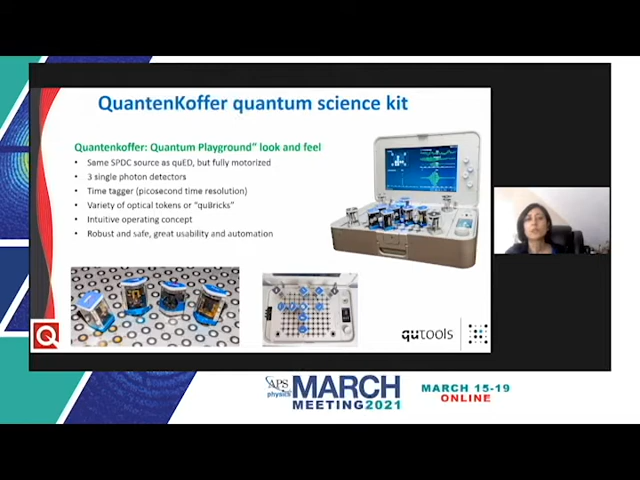 QuantenKoffer quantum science kit
Quantenkoffer: Quantum Playground" look and feel
• Same SPDC source as quED, but fully motorized
• 3 single photon detectors
• Time tagger (picosecond time resolution)
• Variety of optical tokens or "quBricks"
• Intuitive operating concept
• Robust and safe, great usability and automation
Q
qutools
APS
physics
MARCH
MEETING2021
MARCH 15-19
ONLINE